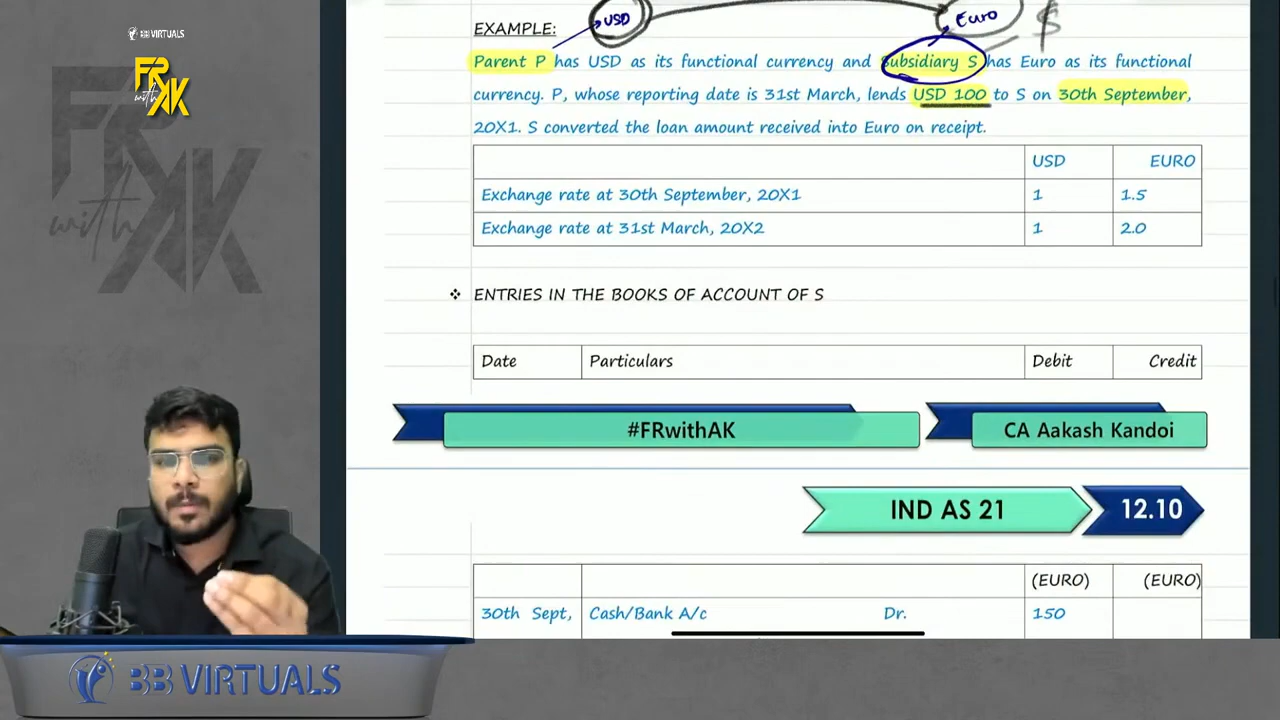 BB VIRTUALS
FR
with
AK
FR
with
AK
USD
Euro
$
EXAMPLE:
Parent P has USD as its functional currency and Subsidiary S has Euro as its functional
currency. P, whose reporting date is 31st March, lends USD 100 to S on 30th September,
20X1. S converted the loan amount received into Euro on receipt.
USD EURO
Exchange rate at 30th September, 20X1 1 1.5
Exchange rate at 31st March, 20X2 1 2.0
❖ ENTRIES IN THE BOOKS OF ACCOUNT OF S
Date Particulars Debit Credit
#FRwithAK CA Aakash Kandoi
IND AS 21 12.10
(EURO) (EURO)
30th Sept, Cash/Bank A/c Dr. 150
BB VIRTUALS